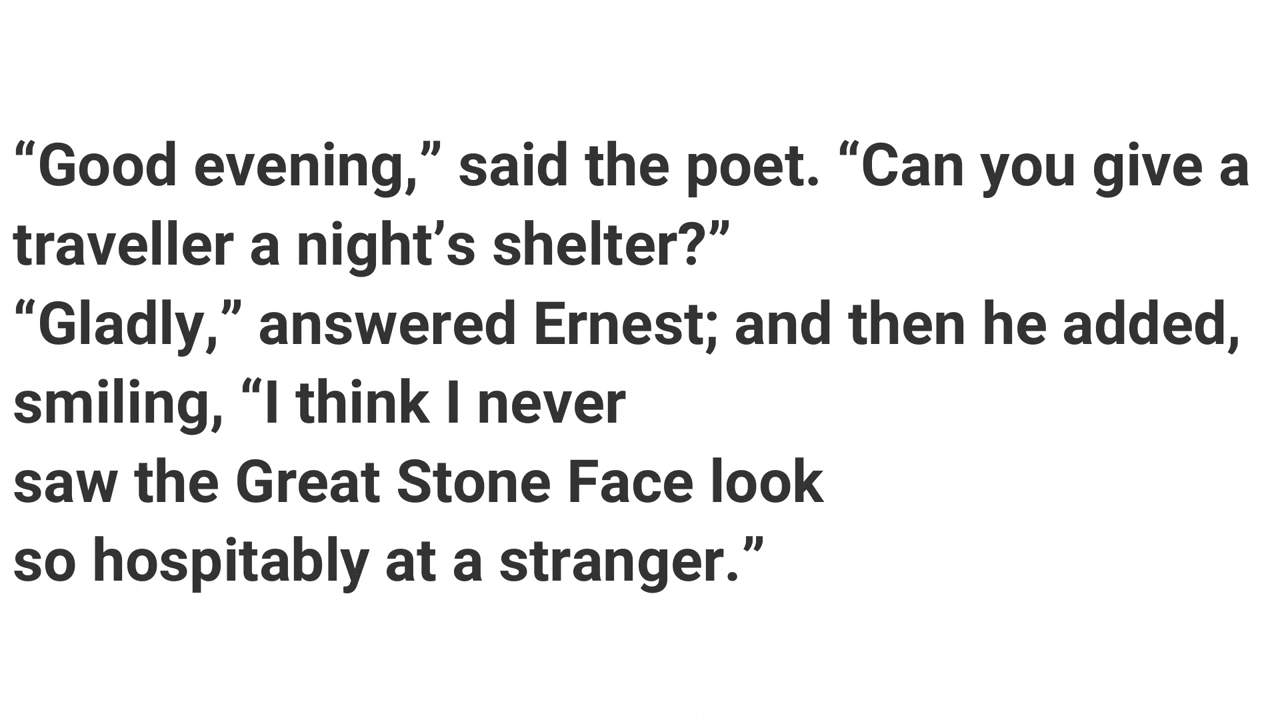 “Good evening,” said the poet. “Can you give a
traveller a night’s shelter?”
“Gladly,” answered Ernest; and then he added,
smiling, “I think I never
saw the Great Stone Face look
so hospitably at a stranger.”